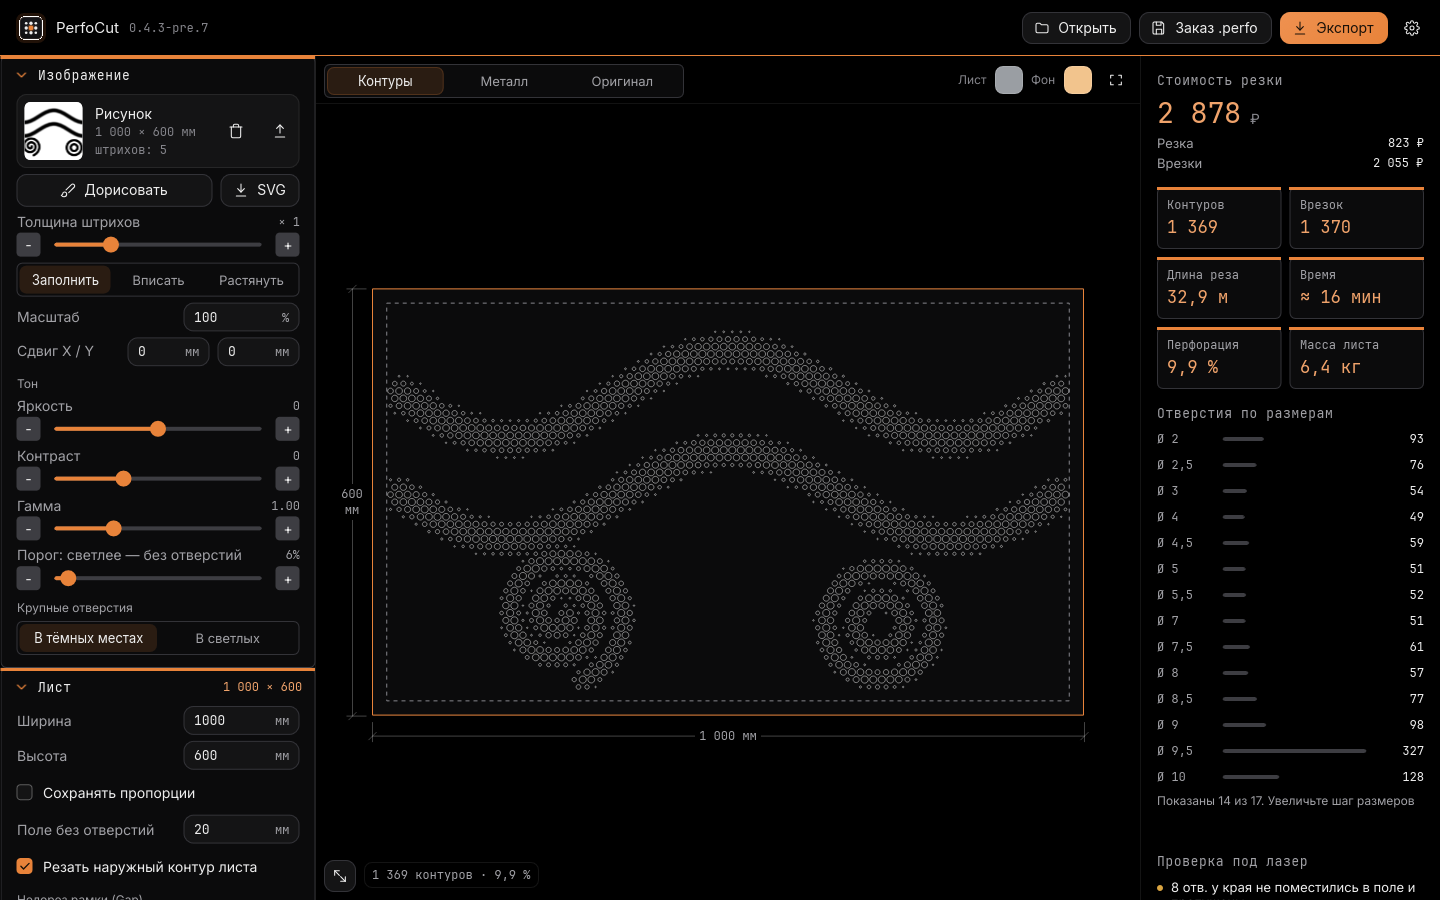 PerfoCut 0.4.3-pre.7
Открыть
Заказ .perfo
Экспорт
Изображение
Рисунок
1 000 × 600 мм
штрихов: 5
Дорисовать
SVG
Толщина штрихов × 1
- +
Заполнить Вписать Растянуть
Масштаб 100 %
Сдвиг X / Y 0 мм 0 мм
Тон
Яркость 0
- +
Контраст 0
- +
Гамма 1.00
- +
Порог: светлее — без отверстий 6%
- +
Крупные отверстия
В тёмных местах В светлых
Лист 1 000 × 600
Ширина 1000 мм
Высота 600 мм
Сохранять пропорции
Поле без отверстий 20 мм
Резать наружный контур листа
Недорез рамки (Gap)
Контуры Металл Оригинал
Лист Фон
600
мм
1 000 мм
1 369 контуров · 9,9 %
Стоимость резки
2 878 ₽
Резка 823 ₽
Врезки 2 055 ₽
Контуров
1 369
Врезок
1 370
Длина реза
32,9 м
Время
≈ 16 мин
Перфорация
9,9 %
Масса листа
6,4 кг
Отверстия по размерам
Ø 2 93
Ø 2,5 76
Ø 3 54
Ø 4 49
Ø 4,5 59
Ø 5 51
Ø 5,5 52
Ø 7 51
Ø 7,5 61
Ø 8 57
Ø 8,5 77
Ø 9 98
Ø 9,5 327
Ø 10 128
Показаны 14 из 17. Увеличьте шаг размеров
Проверка под лазер
8 отв. у края не поместились в поле и